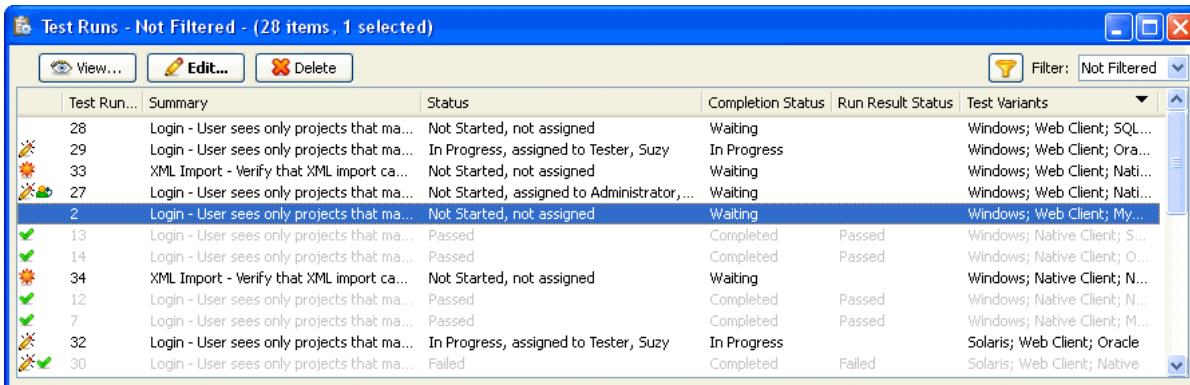 Test Runs - Not Filtered - (28 items, 1 selected)
View... Edit... Delete Filter: Not Filtered
Test Run... Summary Status Completion Status Run Result Status Test Variants
28 Login - User sees only projects that ma... Not Started, not assigned Waiting Windows; Web Client; SQL...
29 Login - User sees only projects that ma... In Progress, assigned to Tester, Suzy In Progress Windows; Web Client; Ora...
33 XML Import - Verify that XML import ca... Not Started, not assigned Waiting Windows; Web Client; Nati...
27 Login - User sees only projects that ma... Not Started, assigned to Administrator,... Waiting Windows; Web Client; Nati...
2 Login - User sees only projects that ma... Not Started, not assigned Waiting Windows; Web Client; My...
13 Login - User sees only projects that ma... Passed Completed Passed Windows; Native Client; S...
14 Login - User sees only projects that ma... Passed Completed Passed Windows; Native Client; O...
34 XML Import - Verify that XML import ca... Not Started, not assigned Waiting Windows; Native Client; N...
12 Login - User sees only projects that ma... Passed Completed Passed Windows; Native Client; N...
7 Login - User sees only projects that ma... Passed Completed Passed Windows; Native Client; M...
32 Login - User sees only projects that ma... In Progress, assigned to Tester, Suzy In Progress Solaris; Web Client; Oracle
30 Login - User sees only projects that ma... Failed Completed Failed Solaris; Web Client; Native